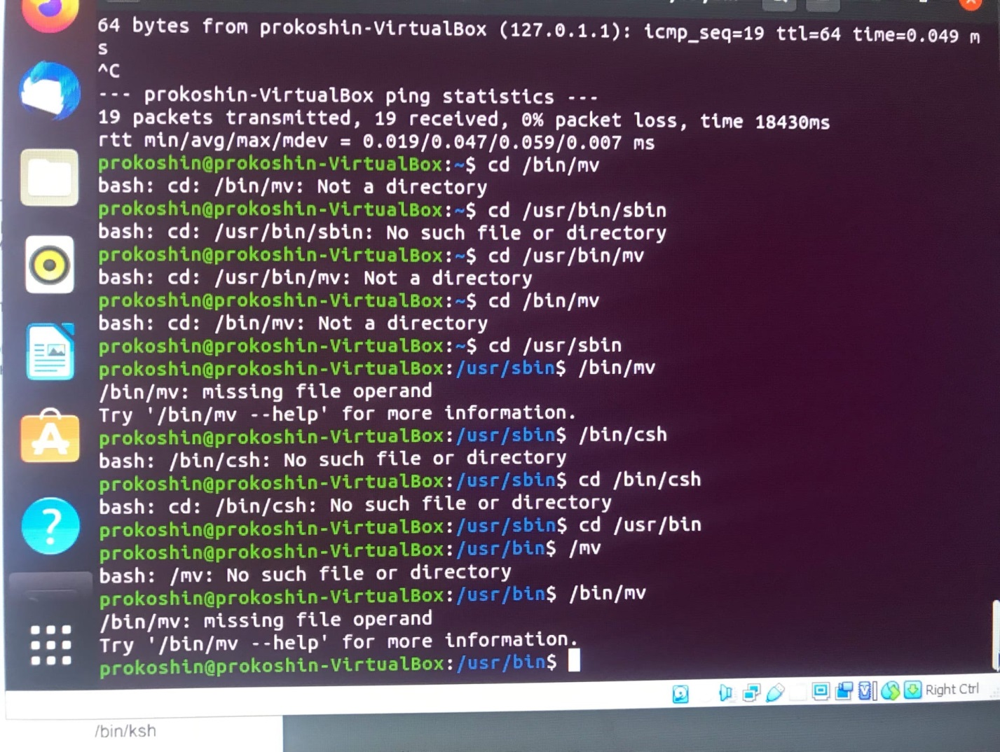 64 bytes from prokoshin-VirtualBox (127.0.1.1): icmp_seq=19 ttl=64 time=0.049 m
s
^C
--- prokoshin-VirtualBox ping statistics ---
19 packets transmitted, 19 received, 0% packet loss, time 18430ms
rtt min/avg/max/mdev = 0.019/0.047/0.059/0.007 ms
prokoshin@prokoshin-VirtualBox:~$ cd /bin/mv
bash: cd: /bin/mv: Not a directory
prokoshin@prokoshin-VirtualBox:~$ cd /usr/bin/sbin
bash: cd: /usr/bin/sbin: No such file or directory
prokoshin@prokoshin-VirtualBox:~$ cd /usr/bin/mv
bash: cd: /usr/bin/mv: Not a directory
prokoshin@prokoshin-VirtualBox:~$ cd /bin/mv
bash: cd: /bin/mv: Not a directory
prokoshin@prokoshin-VirtualBox:~$ cd /usr/sbin
prokoshin@prokoshin-VirtualBox:/usr/sbin$ /bin/mv
/bin/mv: missing file operand
Try '/bin/mv --help' for more information.
prokoshin@prokoshin-VirtualBox:/usr/sbin$ /bin/csh
bash: /bin/csh: No such file or directory
prokoshin@prokoshin-VirtualBox:/usr/sbin$ cd /bin/csh
bash: cd: /bin/csh: No such file or directory
prokoshin@prokoshin-VirtualBox:/usr/sbin$ cd /usr/bin
prokoshin@prokoshin-VirtualBox:/usr/bin$ /mv
bash: /mv: No such file or directory
prokoshin@prokoshin-VirtualBox:/usr/bin$ /bin/mv
/bin/mv: missing file operand
Try '/bin/mv --help' for more information.
prokoshin@prokoshin-VirtualBox:/usr/bin$
Right Ctrl
/bin/ksh